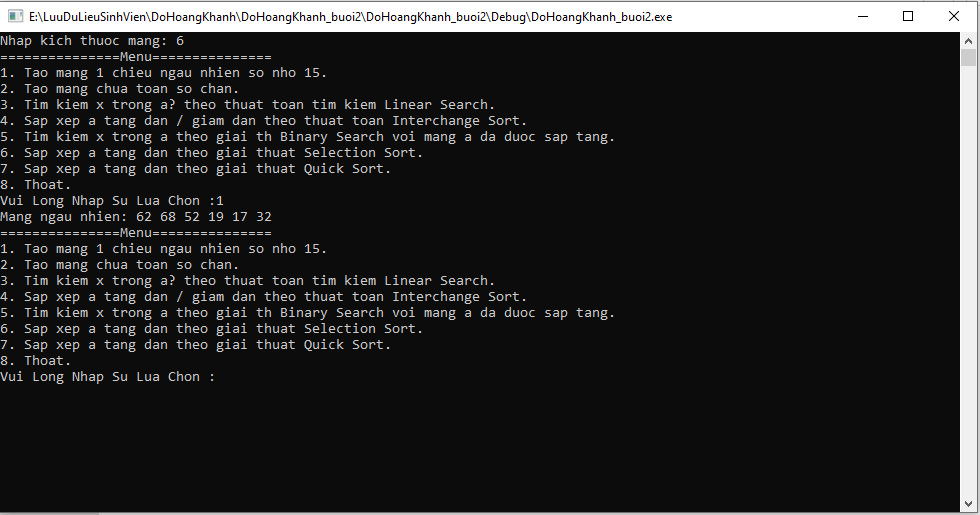 E:\LuuDuLieuSinhVien\DoHoangKhanh\DoHoangKhanh_buoi2\DoHoangKhanh_buoi2\Debug\DoHoangKhanh_buoi2.exe
Nhap kich thuoc mang: 6
===============Menu===============
1. Tao mang 1 chieu ngau nhien so nho 15.
2. Tao mang chua toan so chan.
3. Tim kiem x trong a? theo thuat toan tim kiem Linear Search.
4. Sap xep a tang dan / giam dan theo thuat toan Interchange Sort.
5. Tim kiem x trong a theo giai th Binary Search voi mang a da duoc sap tang.
6. Sap xep a tang dan theo giai thuat Selection Sort.
7. Sap xep a tang dan theo giai thuat Quick Sort.
8. Thoat.
Vui Long Nhap Su Lua Chon :1
Mang ngau nhien: 62 68 52 19 17 32
===============Menu===============
1. Tao mang 1 chieu ngau nhien so nho 15.
2. Tao mang chua toan so chan.
3. Tim kiem x trong a? theo thuat toan tim kiem Linear Search.
4. Sap xep a tang dan / giam dan theo thuat toan Interchange Sort.
5. Tim kiem x trong a theo giai th Binary Search voi mang a da duoc sap tang.
6. Sap xep a tang dan theo giai thuat Selection Sort.
7. Sap xep a tang dan theo giai thuat Quick Sort.
8. Thoat.
Vui Long Nhap Su Lua Chon :